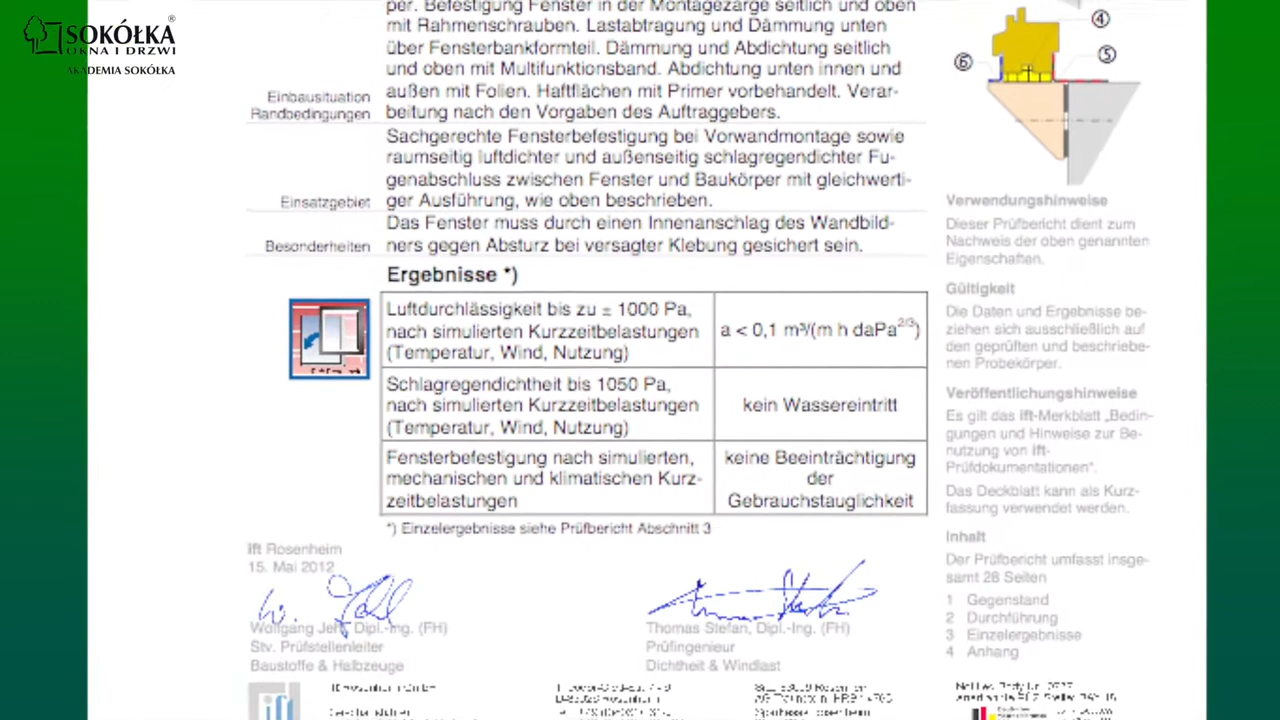 SOKÓŁKA®
OKNA I DRZWI
AKADEMIA SOKÓŁKA
per. Befestigung Fenster in der Montagezarge seitlich und oben
mit Rahmenschrauben. Lastabtragung und Dämmung unten
über Fensterbankformteil. Dämmung und Abdichtung seitlich
und oben mit Multifunktionsband. Abdichtung unten innen und
außen mit Folien. Haftflächen mit Primer vorbehandelt. Verar-
beitung nach den Vorgaben des Auftraggebers.
Einbausituation
Randbedingungen
Sachgerechte Fensterbefestigung bei Vorwandmontage sowie
raumseitig luftdichter und außenseitig schlagregendichter Fu-
genabschluss zwischen Fenster und Baukörper mit gleichwerti-
ger Ausführung, wie oben beschrieben.
Einsatzgebiet
Das Fenster muss durch einen Innenanschlag des Wandbild-
ners gegen Absturz bei versagter Klebung gesichert sein.
Besonderheiten
Ergebnisse *)
Luftdurchlässigkeit bis zu ± 1000 Pa,
nach simulierten Kurzzeitbelastungen
(Temperatur, Wind, Nutzung)
a < 0,1 m³/(m h daPa2/3)
Schlagregendichtheit bis 1050 Pa,
nach simulierten Kurzzeitbelastungen
(Temperatur, Wind, Nutzung)
kein Wassereintritt
Fensterbefestigung nach simulierten,
mechanischen und klimatischen Kurz-
zeitbelastungen
keine Beeinträchtigung
der
Gebrauchstauglichkeit
*) Einzelergebnisse siehe Prüfbericht Abschnitt 3
ift Rosenheim
15. Mai 2012
Wolfgang Jehl, Dipl.-Ing. (FH)
Stv. Prüfstellenleiter
Baustoffe & Halbzeuge
Thomas Stefan, Dipl.-Ing. (FH)
Prüfingenieur
Dichtheit & Windlast
④
⑤
⑥
Verwendungshinweise
Dieser Prüfbericht dient zum
Nachweis der oben genannten
Eigenschaften.
Gültigkeit
Die Daten und Ergebnisse be-
ziehen sich ausschließlich auf
den geprüften und beschriebe-
nen Probekörper.
Veröffentlichungshinweise
Es gilt das ift-Merkblatt „Bedin-
gungen und Hinweise zur Be-
nutzung von ift-
Prüfdokumentationen".
Das Deckblatt kann als Kurz-
fassung verwendet werden.
Inhalt
Der Prüfbericht umfasst insge-
samt 28 Seiten
1 Gegenstand
2 Durchführung
3 Einzelergebnisse
4 Anhang
ift